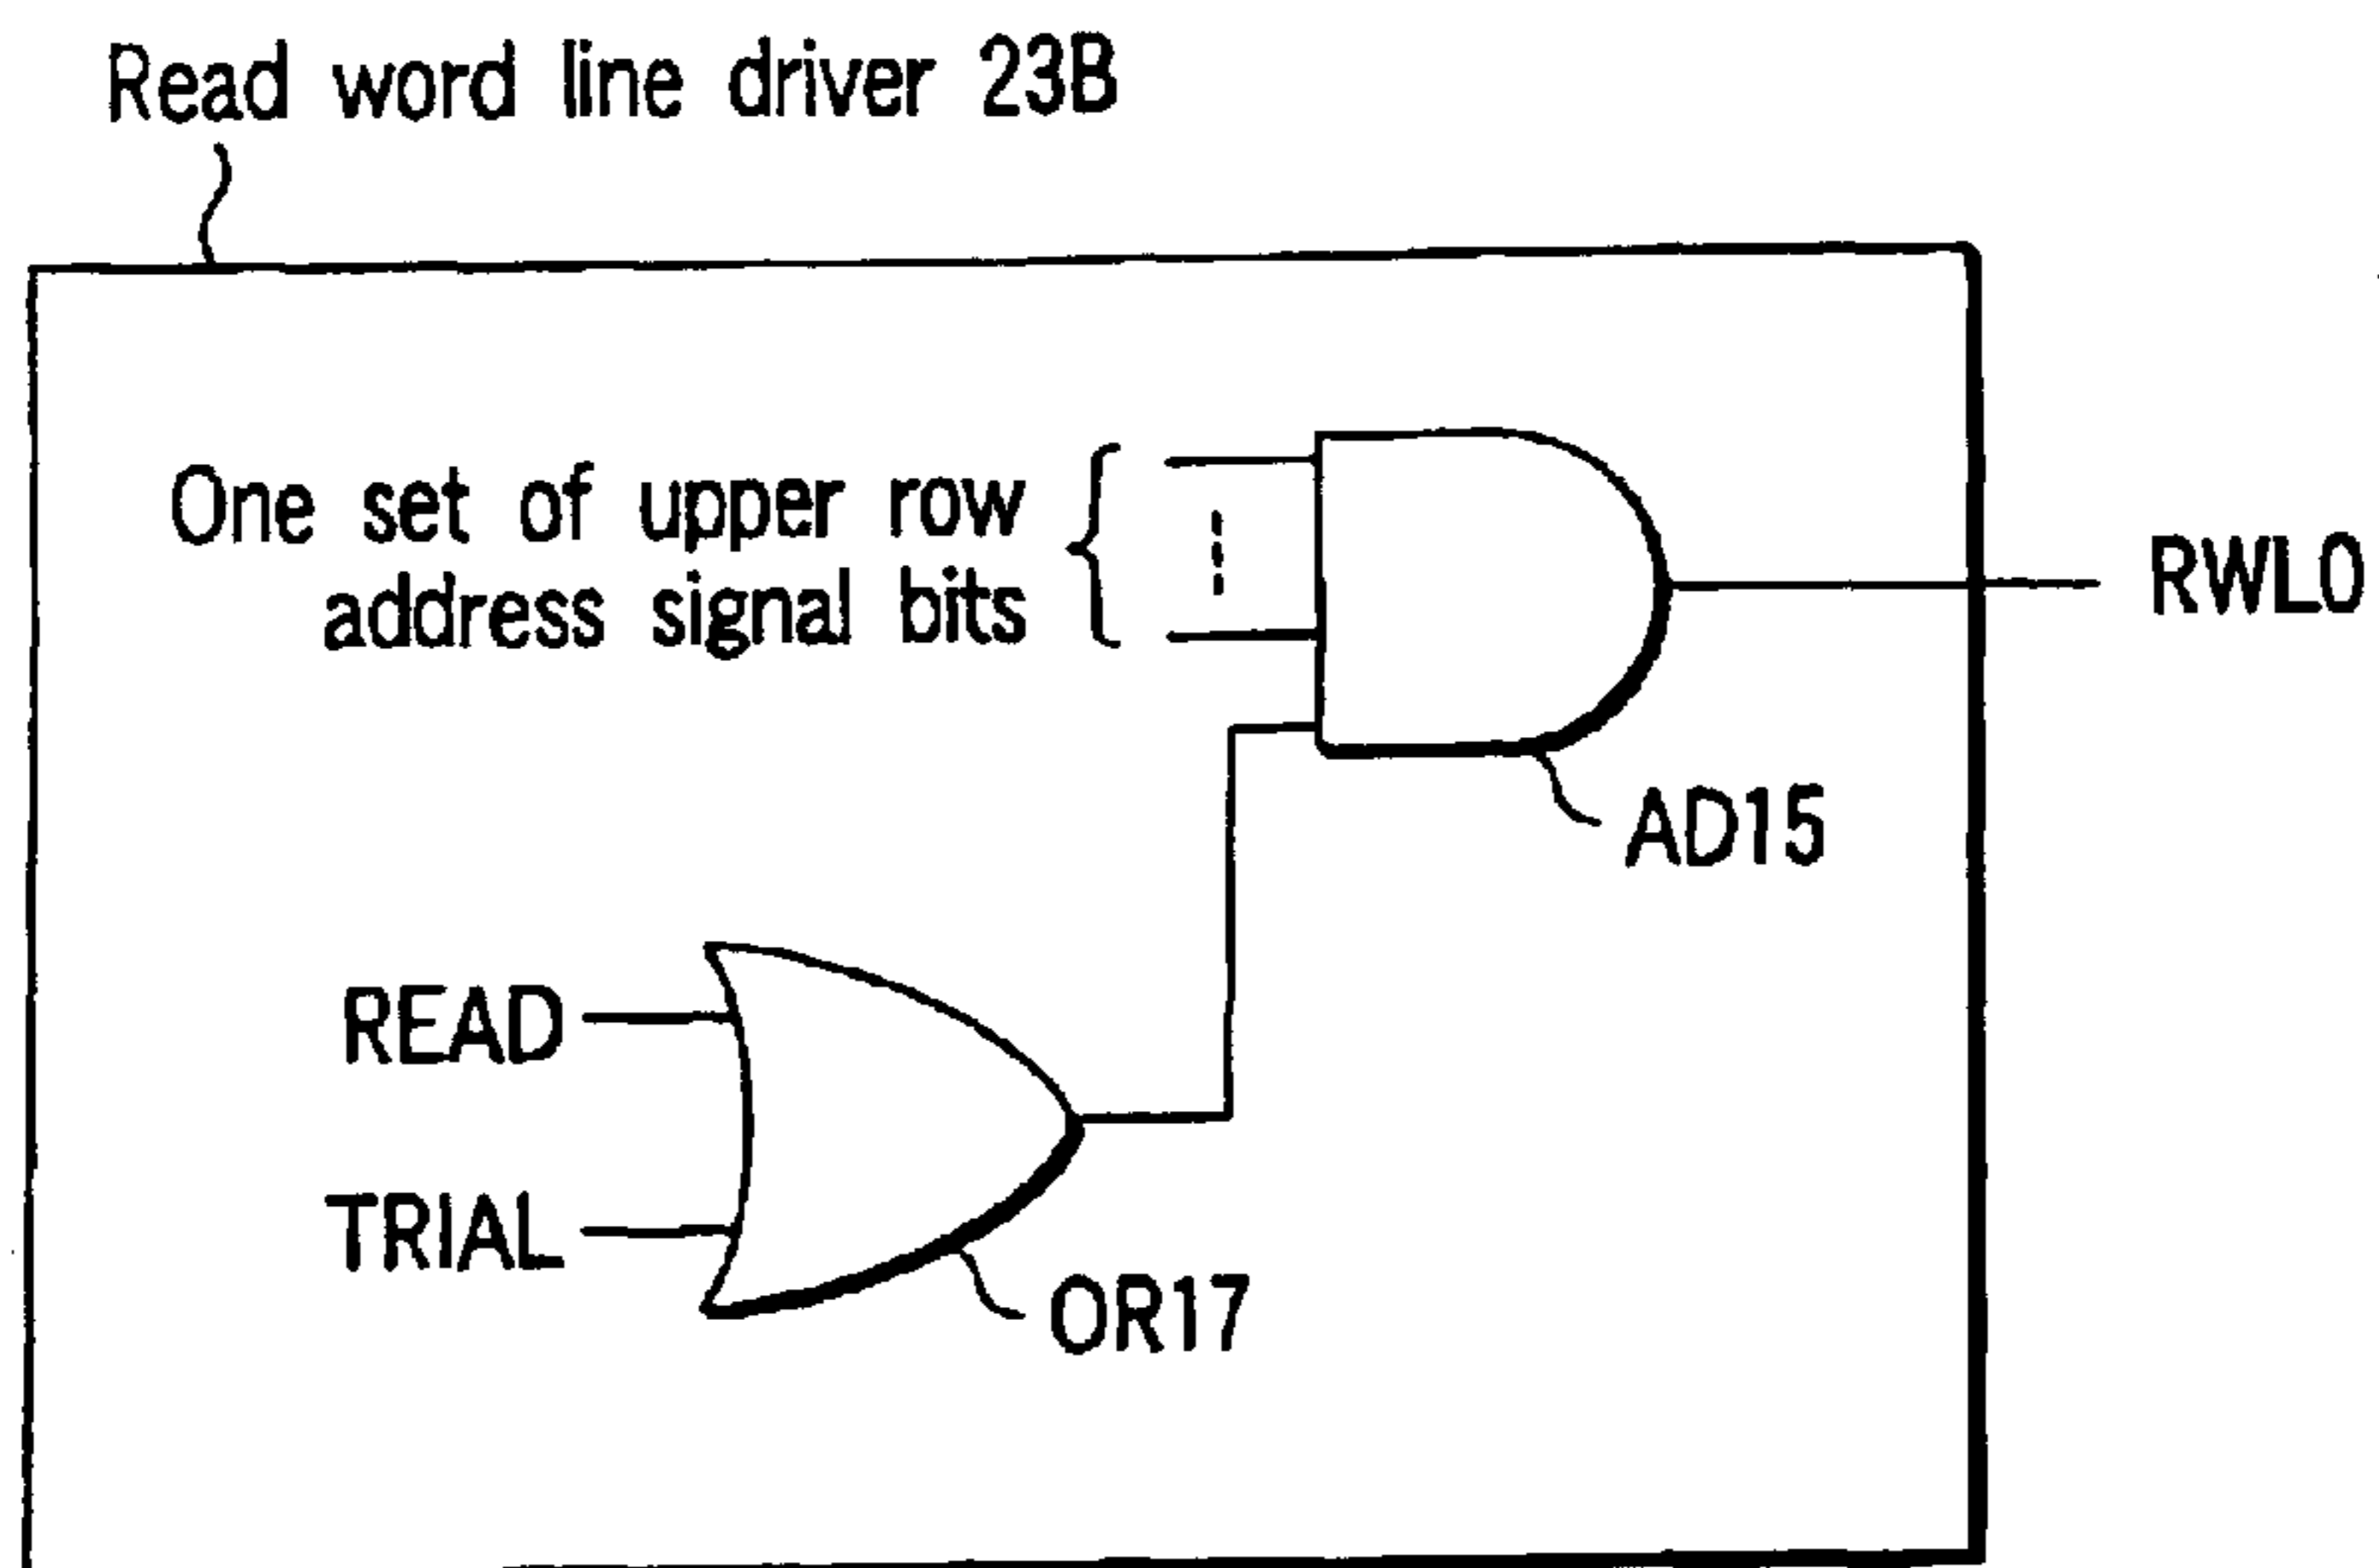 Read word line driver 23B
One set of upper row
address signal bits
RWL0
AD15
READ
TRIAL
OR17